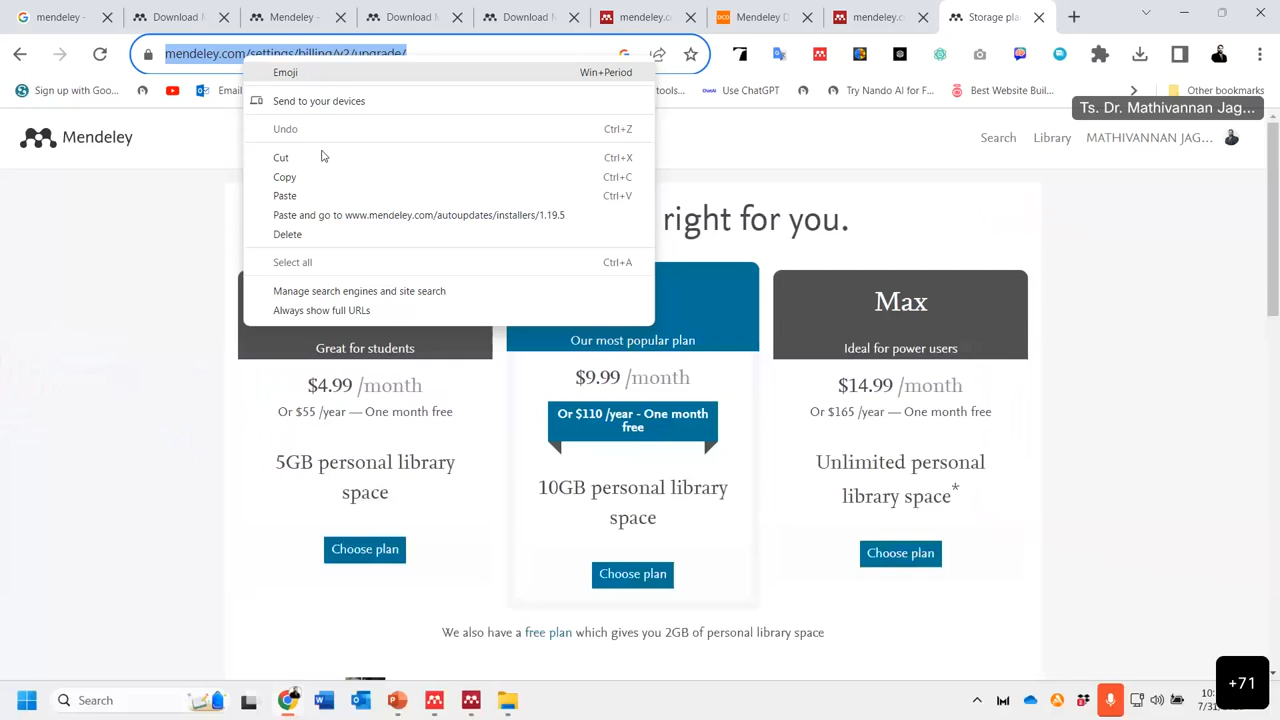 mendeley -
Download M
Mendeley -
Download M
Download M
mendeley.c
Mendeley D
mendeley.c
Storage pla
mendeley.com/settings/billing/v2/upgrade/
Sign up with Goo...
Email
tools...
Use ChatGPT
Try Nando AI for F...
Best Website Buil...
Other bookmarks
Ts. Dr. Mathivannan Jag...
Mendeley
Search
Library
MATHIVANNAN JAG...
Emoji Win+Period
Send to your devices
Undo Ctrl+Z
Cut Ctrl+X
Copy Ctrl+C
Paste Ctrl+V
Paste and go to www.mendeley.com/autoupdates/installers/1.19.5
Delete
Select all Ctrl+A
Manage search engines and site search
Always show full URLs
right for you.
Great for students
$4.99 /month
Or $55 /year — One month free
5GB personal library
space
Choose plan
Our most popular plan
$9.99 /month
Or $110 /year - One month
free
10GB personal library
space
Choose plan
Max
Ideal for power users
$14.99 /month
Or $165 /year — One month free
Unlimited personal
library space*
Choose plan
We also have a free plan which gives you 2GB of personal library space
Search
+71